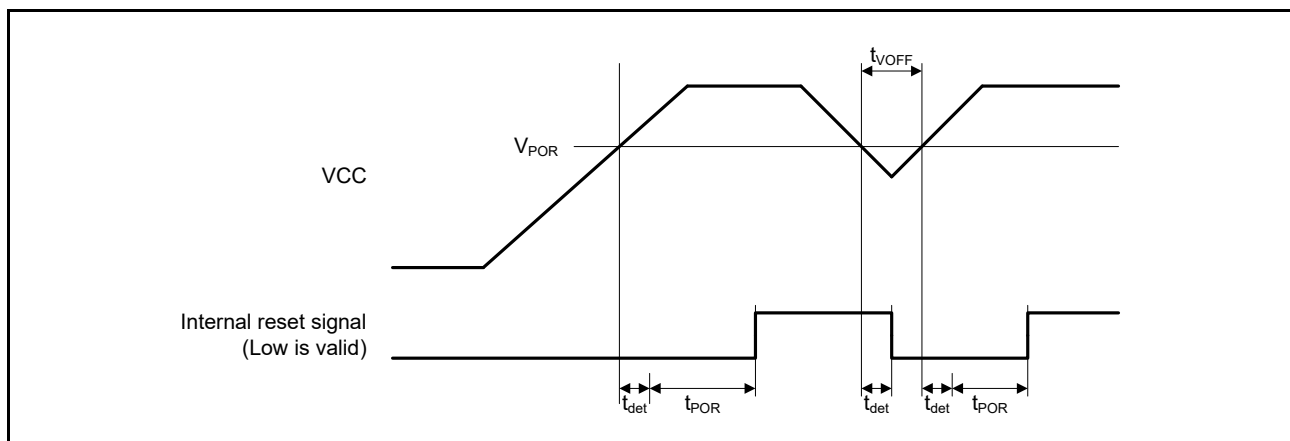 tVOFF
VPOR
VCC
Internal reset signal
(Low is valid)
tdet
tPOR
tdet
tdet
tPOR